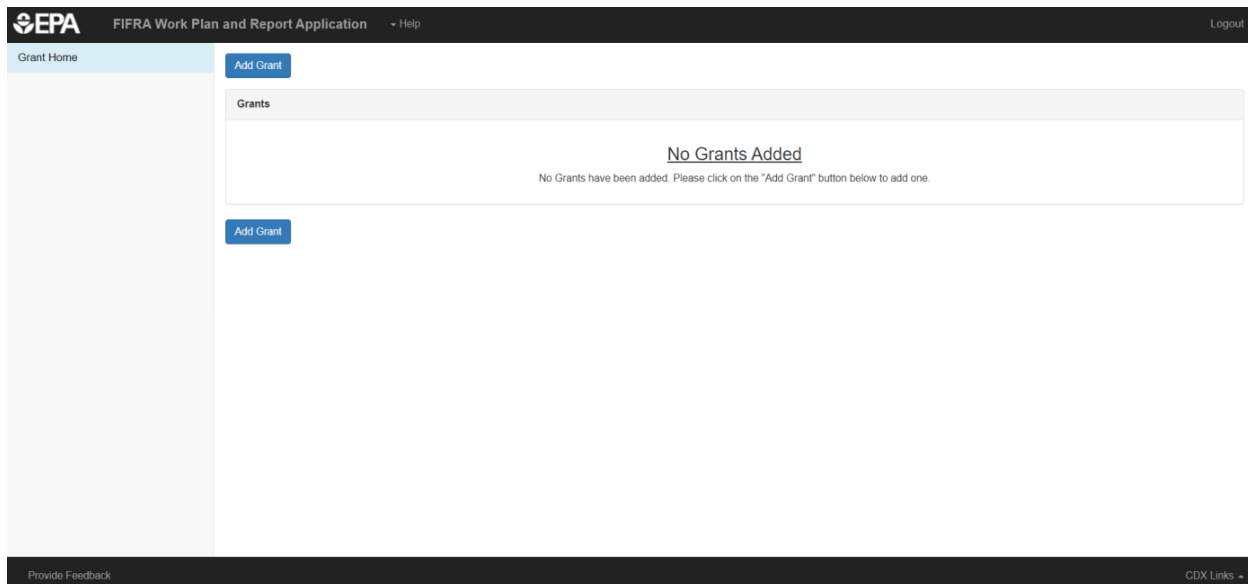 EPA
FIFRA Work Plan and Report Application
Help
Logout
Grant Home
Add Grant
Grants
No Grants Added
No Grants have been added. Please click on the "Add Grant" button below to add one.
Add Grant
Provide Feedback
CDX Links